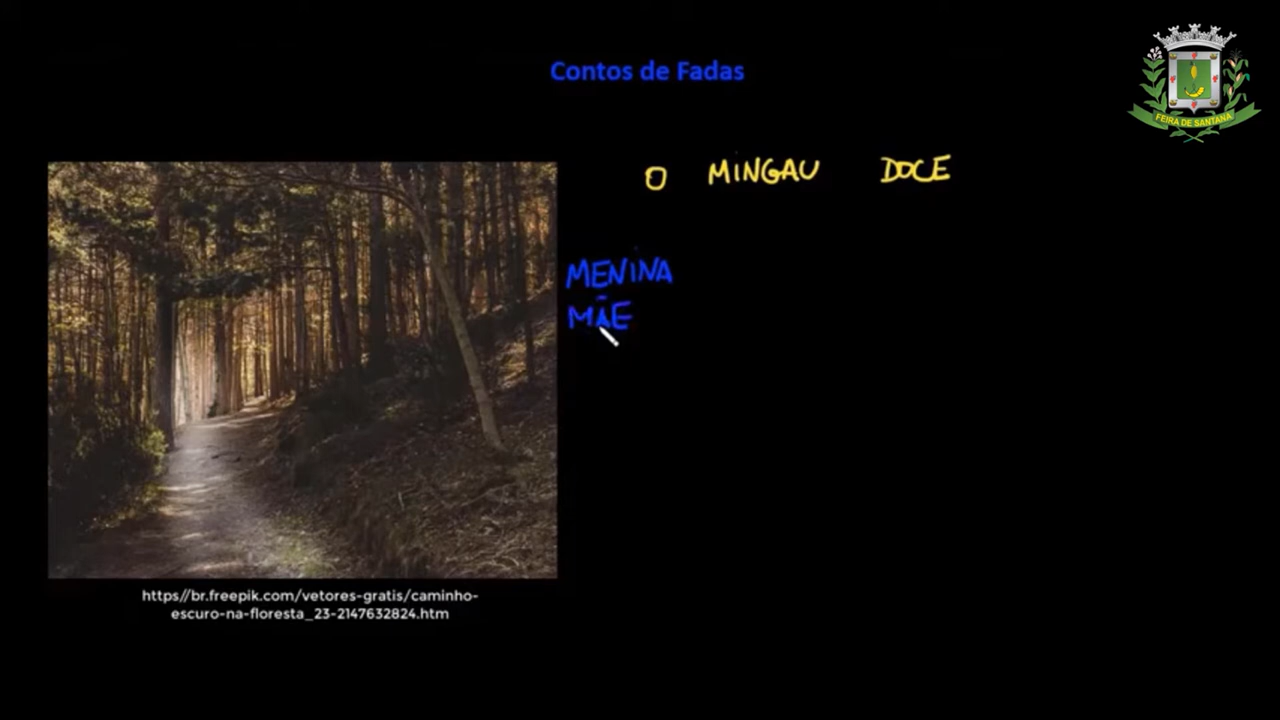 Contos de Fadas
FEIRA DE SANTANA
O MINGAU DOCE
MENINA
MÃE
https//br.freepik.com/vetores-gratis/caminho-
escuro-na-floresta_23-2147632824.htm